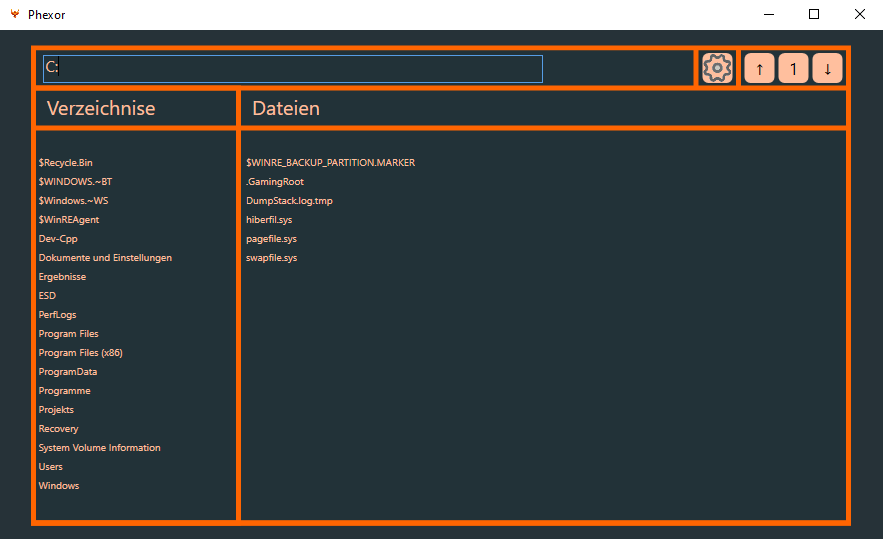 Phexor
C:
↑ 1 ↓
Verzeichnise
Dateien
$Recycle.Bin
$WINDOWS.~BT
$Windows.~WS
$WinREAgent
Dev-Cpp
Dokumente und Einstellungen
Ergebnisse
ESD
PerfLogs
Program Files
Program Files (x86)
ProgramData
Programme
Projekts
Recovery
System Volume Information
Users
Windows
$WINRE_BACKUP_PARTITION.MARKER
.GamingRoot
DumpStack.log.tmp
hiberfil.sys
pagefile.sys
swapfile.sys